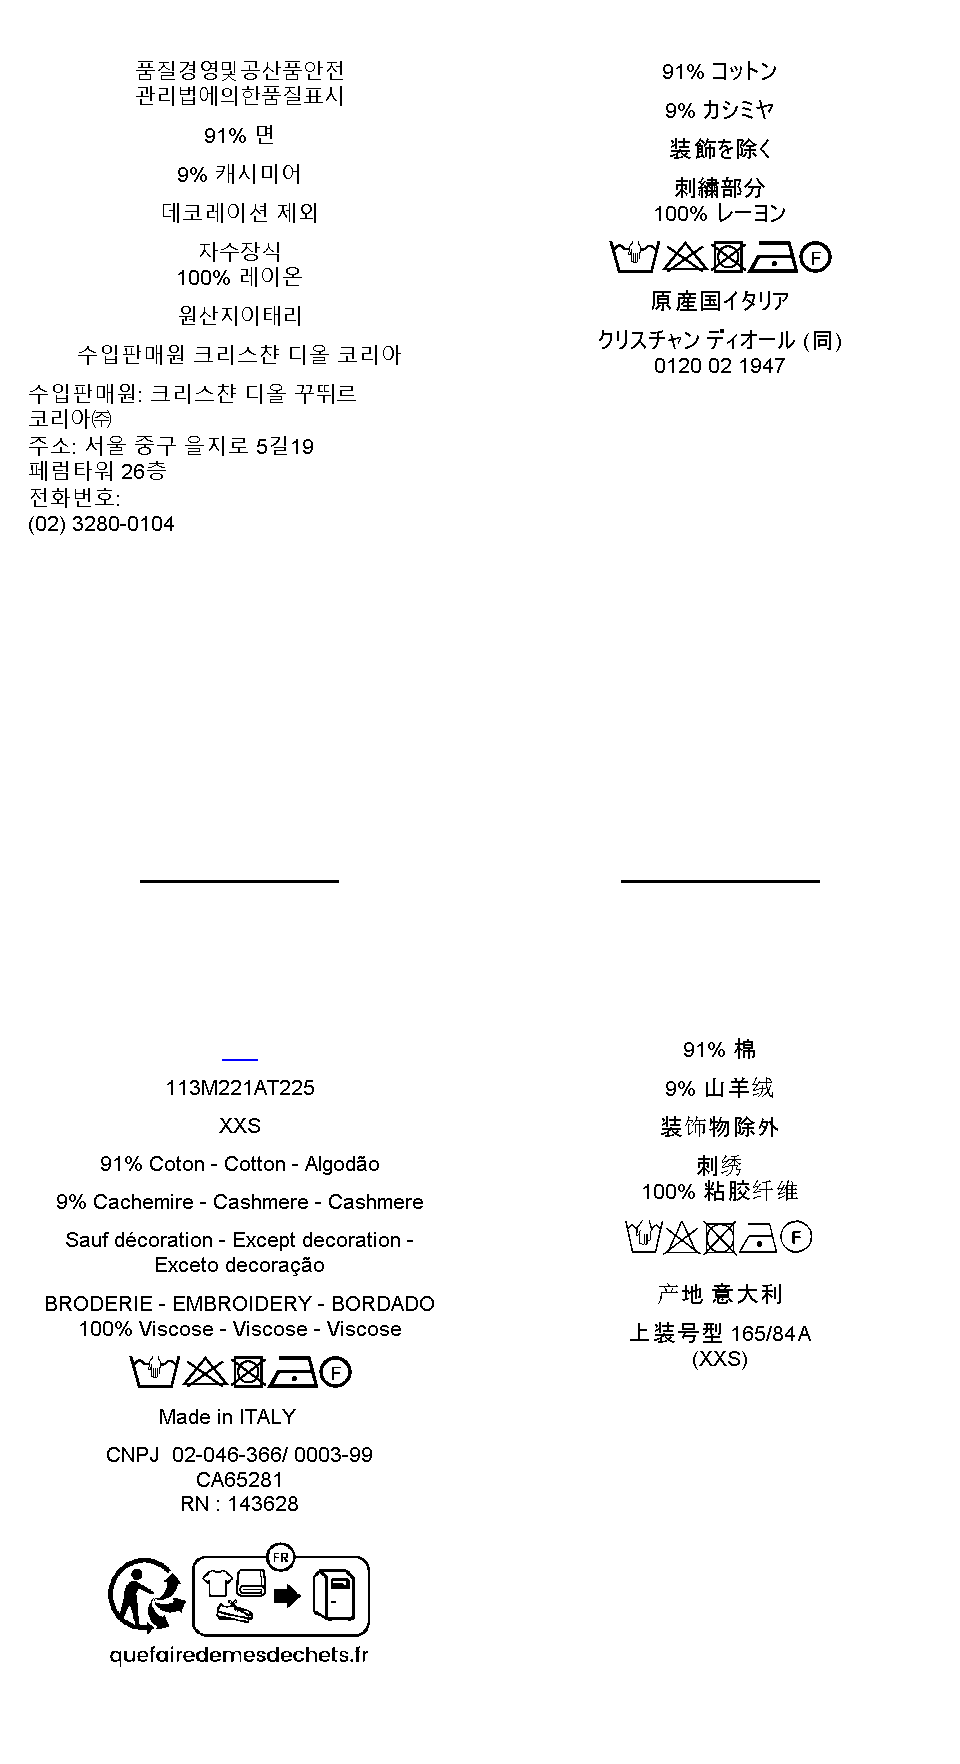 품질경영및공산품안전
관리법에의한품질표시
91% 면
9% 캐시미어
데코레이션 제외
자수장식
100% 레이온
원산지이태리
수입판매원 크리스챤 디올 코리아
수입판매원: 크리스챤 디올 꾸뛰르
코리아㈜
주소: 서울 중구 을지로 5길19
페럼타워 26층
전화번호:
(02) 3280-0104
91% コットン
9% カシミヤ
装飾を除く
刺繍部分
100% レーヨン
F
原産国イタリア
クリスチャン ディオール (同)
0120 02 1947
113M221AT225
XXS
91% Coton - Cotton - Algodão
9% Cachemire - Cashmere - Cashmere
Sauf décoration - Except decoration -
Exceto decoração
BRODERIE - EMBROIDERY - BORDADO
100% Viscose - Viscose - Viscose
F
Made in ITALY
CNPJ  02-046-366/ 0003-99
CA65281
RN : 143628
FR
quefairedemesdechets.fr
91% 棉
9% 山羊绒
装饰物除外
刺绣
100% 粘胶纤维
F
产地 意大利
上装号型 165/84A
(XXS)